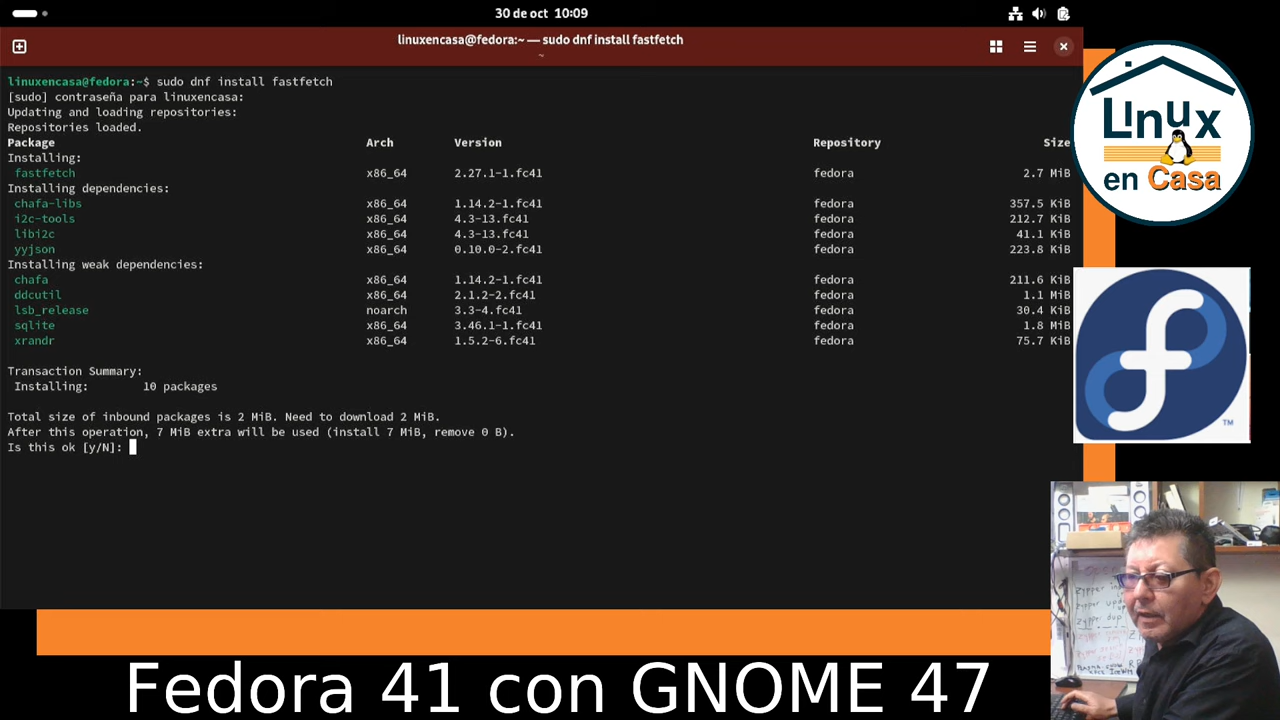 30 de oct 10:09
linuxencasa@fedora:~ — sudo dnf install fastfetch
~
linuxencasa@fedora:~$ sudo dnf install fastfetch
[sudo] contraseña para linuxencasa:
Updating and loading repositories:
Repositories loaded.
Package Arch Version Repository Size
Installing:
fastfetch x86_64 2.27.1-1.fc41 fedora 2.7 MiB
Installing dependencies:
chafa-libs x86_64 1.14.2-1.fc41 fedora 357.5 KiB
i2c-tools x86_64 4.3-13.fc41 fedora 212.7 KiB
libi2c x86_64 4.3-13.fc41 fedora 41.1 KiB
yyjson x86_64 0.10.0-2.fc41 fedora 223.8 KiB
Installing weak dependencies:
chafa x86_64 1.14.2-1.fc41 fedora 211.6 KiB
ddcutil x86_64 2.1.2-2.fc41 fedora 1.1 MiB
lsb_release noarch 3.3-4.fc41 fedora 30.4 KiB
sqlite x86_64 3.46.1-1.fc41 fedora 1.8 MiB
xrandr x86_64 1.5.2-6.fc41 fedora 75.7 KiB
Transaction Summary:
Installing: 10 packages
Total size of inbound packages is 2 MiB. Need to download 2 MiB.
After this operation, 7 MiB extra will be used (install 7 MiB, remove 0 B).
Is this ok [y/N]:
Linux
en Casa
TM
zypper
zypper
zypper dup
Fedora 41 con GNOME 47